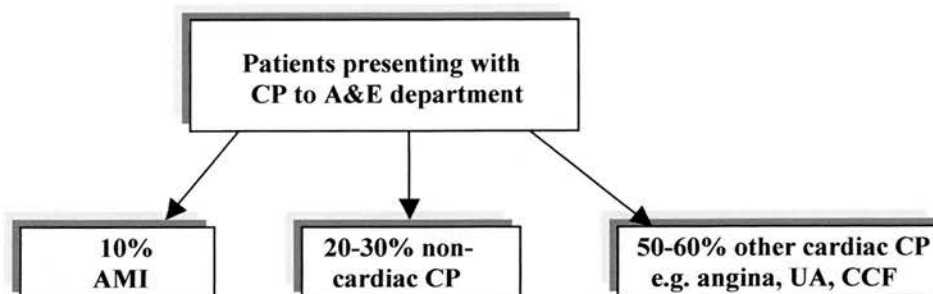 Patients presenting with
CP to A&E department
10%
AMI
20-30% non-
cardiac CP
50-60% other cardiac CP
e.g. angina, UA, CCF